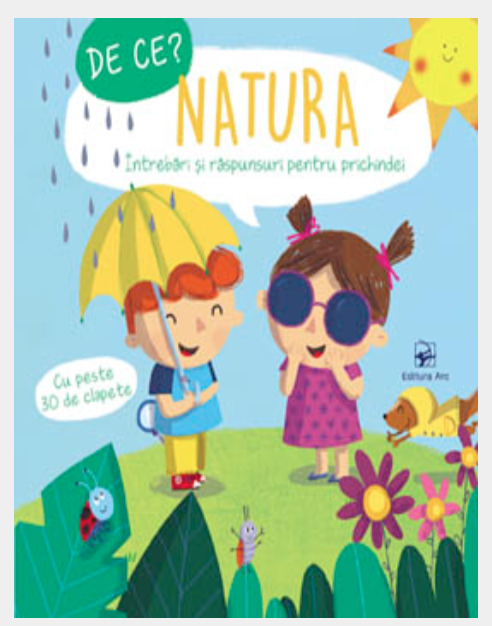 DE CE?
NATURA
Întrebări și răspunsuri pentru prichindei
Cu peste
30 de clapete
Editura Arc